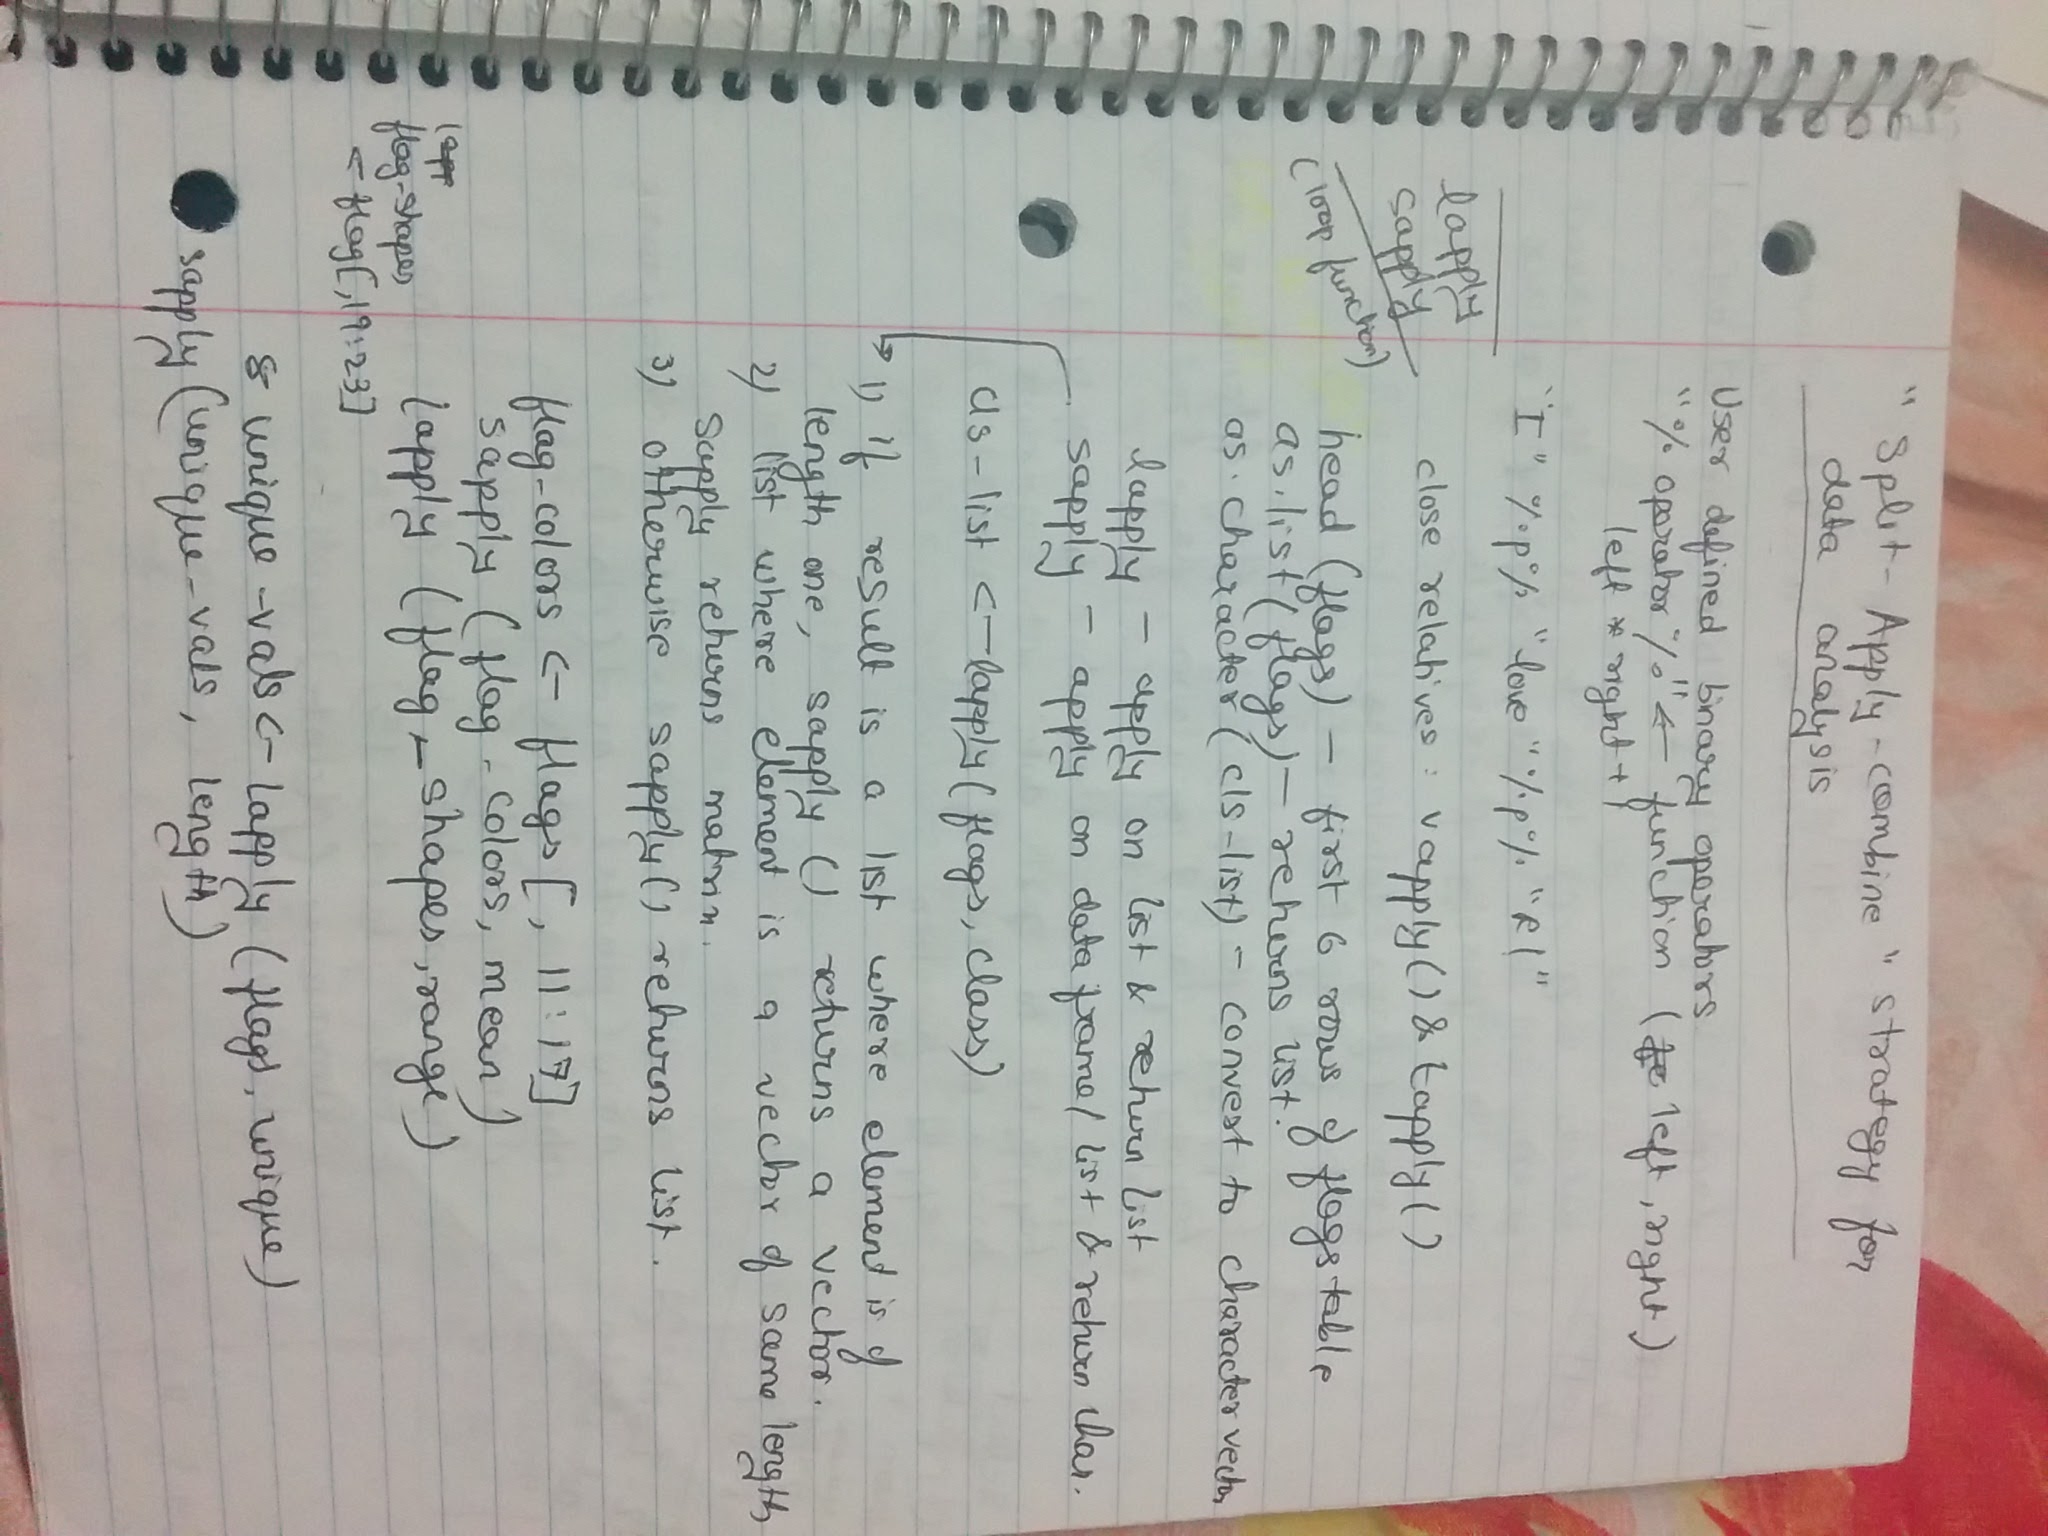 "Split-Apply-combine" strategy for
data analysis
User defined binary operators
"% oparator %" <- function (left, right)
left * right + 1
"I" %p% "love" %p% "R!"
lapply
sapply
(loop function)
close relatives: vapply() & tapply()
head (flags) - first 6 rows of flags table
as.list (flags) - returns list.
as.character (cls-list) - convest to character vector
lapply - apply on list & return list
sapply - apply on data frame/list & return char.
cls-list <- lapply (flags, class)
1) if result is a list where element is of
length one, sapply () returns a vector.
2) list where element is a vector of same length
sapply returns matrix.
3) otherwise sapply () returns list.
flag-colors <- flags[, 11:17]
sapply (flag-colors, mean)
lapply (flag-shapes, range)
lapp
flag-shapes
<- flag[,19:23]
& unique-vals <- lapply (flags, unique)
sapply (unique-vals, length)